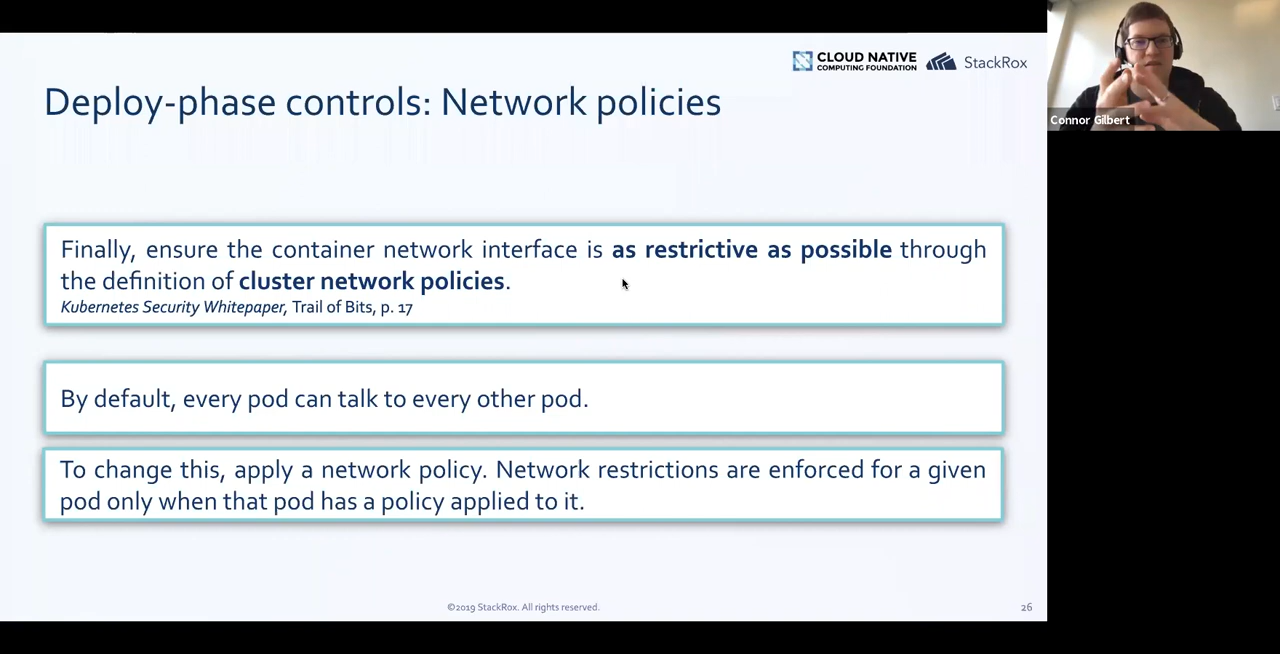 CLOUD NATIVE
COMPUTING FOUNDATION
StackRox
Connor Gilbert
Deploy-phase controls: Network policies
Finally, ensure the container network interface is as restrictive as possible through
the definition of cluster network policies.
Kubernetes Security Whitepaper, Trail of Bits, p. 17
By default, every pod can talk to every other pod.
To change this, apply a network policy. Network restrictions are enforced for a given
pod only when that pod has a policy applied to it.
©2019 StackRox. All rights reserved.
26